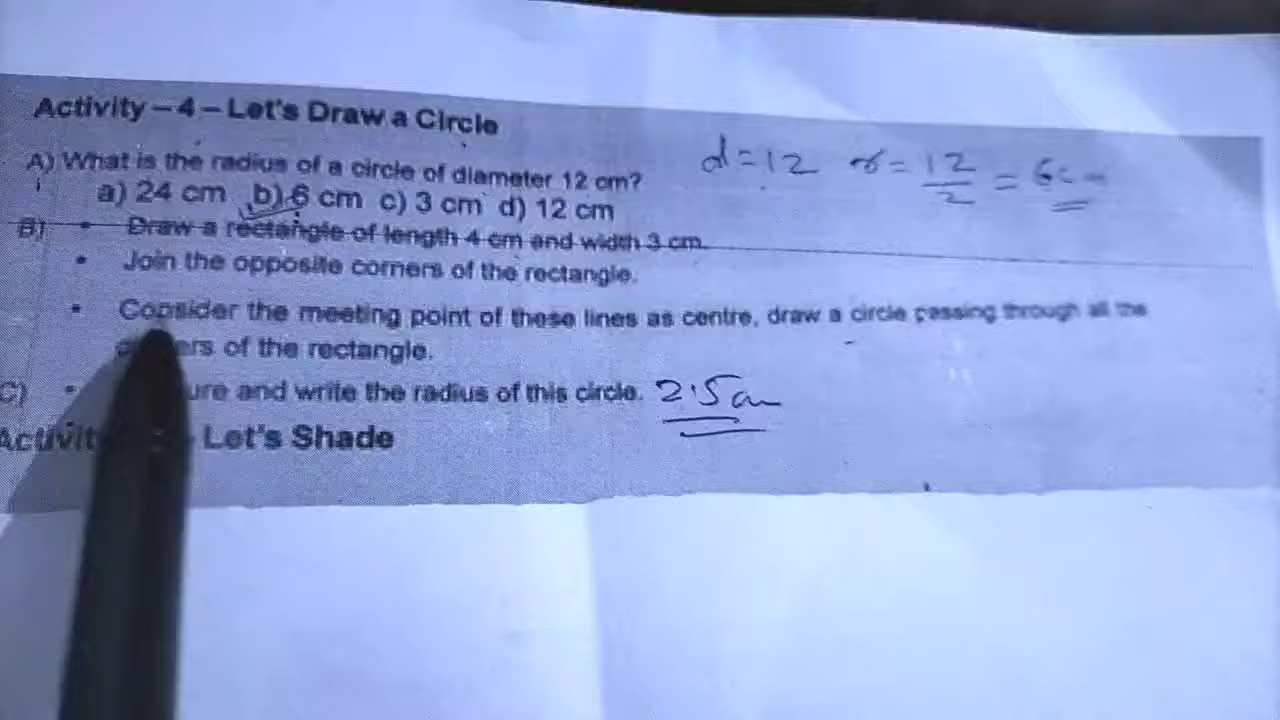 Activity – 4 – Let's Draw a Circle
A) What is the radius of a circle of diameter 12 cm?
d = 12 r = 12/2 = 6cm
a) 24 cm b) 6 cm c) 3 cm d) 12 cm
B) • Draw a rectangle of length 4 cm and width 3 cm.
• Join the opposite corners of the rectangle.
• Consider the meeting point of these lines as centre, draw a circle passing through all the
of the rectangle.
C) • and write the radius of this circle. 2.5cm
Let's Shade